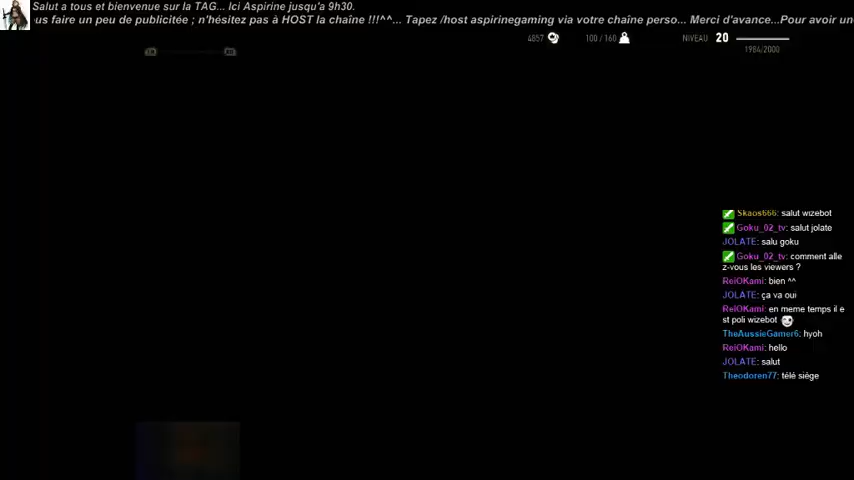 Salut a tous et bienvenue sur la TAG... Ici Aspirine jusqu'a 9h30.
us faire un peu de publicitée ; n'hésitez pas à HOST la chaîne !!!^^... Tapez /host aspirinegaming via votre chaîne perso... Merci d'avance...Pour avoir un
4857 100 / 160 NIVEAU 20
1984/2000
Skaos666: salut wizebot
Goku_02_tv: salut jolate
JOLATE: salu goku
Goku_02_tv: comment alle
z-vous les viewers ?
ReiOKami: bien ^^
JOLATE: ça va oui
ReiOKami: en meme temps il e
st poli wizebot
TheAussieGamer6: hyoh
ReiOKami: hello
JOLATE: salut
Theodoren77: télé siège